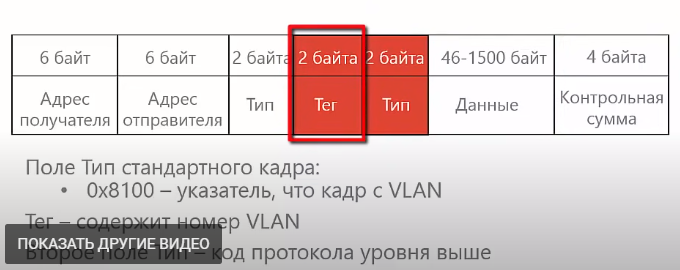 6 байт 6 байт 2 байта 2 байта 2 байта 46-1500 байт 4 байта
Адрес получателя Адрес отправителя Тип Тег Тип Данные Контрольная сумма
Поле Тип стандартного кадра:
• 0x8100 – указатель, что кадр с VLAN
Тег – содержит номер VLAN
ПОКАЗАТЬ ДРУГИЕ ВИДЕО
Второе поле Тип – код протокола уровня выше